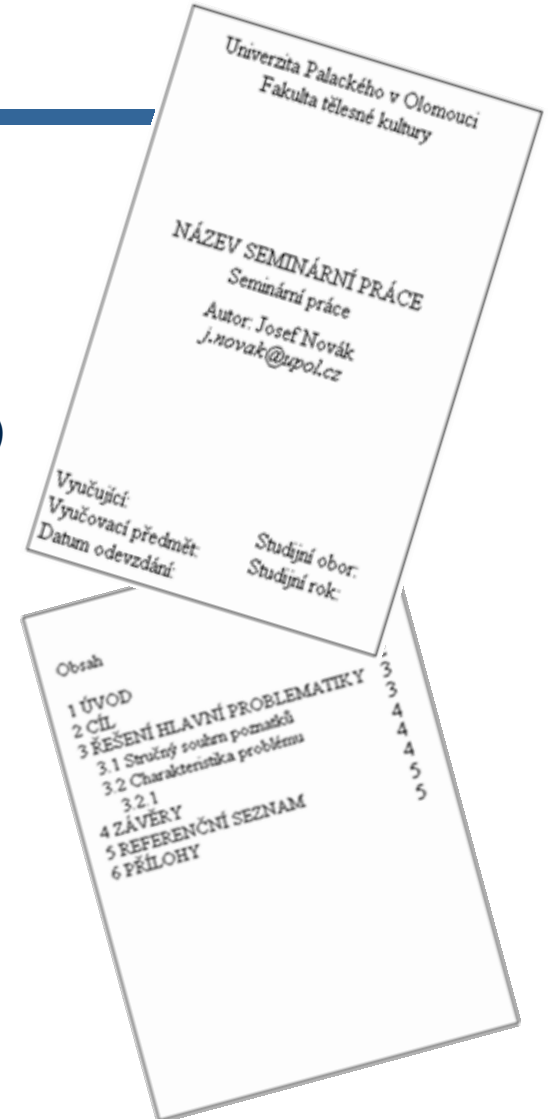 Univerzita Palackého v Olomouci
Fakulta tělesné kultury
NÁZEV SEMINÁRNÍ PRÁCE
Seminární práce
Autor: Josef Novák
j.novak@upol.cz
)
Vyučující:
Vyučovací předmět: Studijní obor:
Datum odevzdání: Studijní rok:
Obsah
1 ÚVOD
2 CÍL
3 ŘEŠENÍ HLAVNÍ PROBLEMATIKY 3
3.1 Stručný souhrn poznatků 3
3.2 Charakteristika problému 4
3.2.1 4
4 ZÁVĚRY 4
5 REFERENČNÍ SEZNAM 5
6 PŘÍLOHY 5